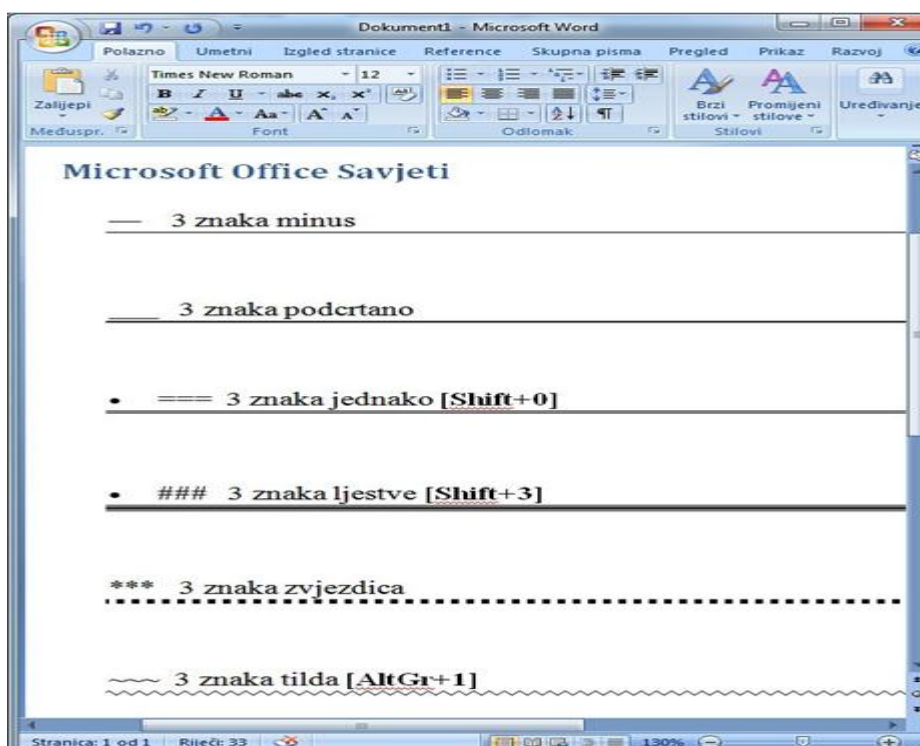 Dokument1 - Microsoft Word
Polazno Umetni Izgled stranice Reference Skupna pisma Pregled Prikaz Razvoj
Times New Roman 12
B I U abe x, x²
Zalijepi
A Aa A A
Brzi stilovi
Promijeni stilove
Uređivanje
Međuspr. Font Odlomak Stilovi
Microsoft Office Savjeti
— 3 znaka minus
___ 3 znaka podcrtano
• === 3 znaka jednako [Shift+0]
• ### 3 znaka ljestve [Shift+3]
*** 3 znaka zvjezdica
~~~ 3 znaka tilda [AltGr+1]
Stranica: 1 od 1 Riječi: 33 130%